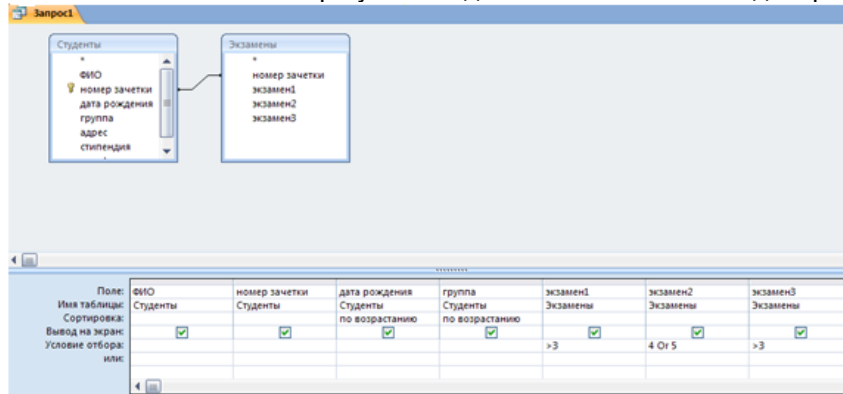 Запрос1
Студенты
*
ФИО
номер зачетки
дата рождения
группа
адрес
стипендия
Экзамены
*
номер зачетки
экзамен1
экзамен2
экзамен3
Поле: ФИО номер зачетки дата рождения группа экзамен1 экзамен2 экзамен3
Имя таблицы: Студенты Студенты Студенты Студенты Экзамены Экзамены Экзамены
Сортировка: по возрастанию по возрастанию
Вывод на экран:
Условие отбора: >3 4 Or 5 >3
или: